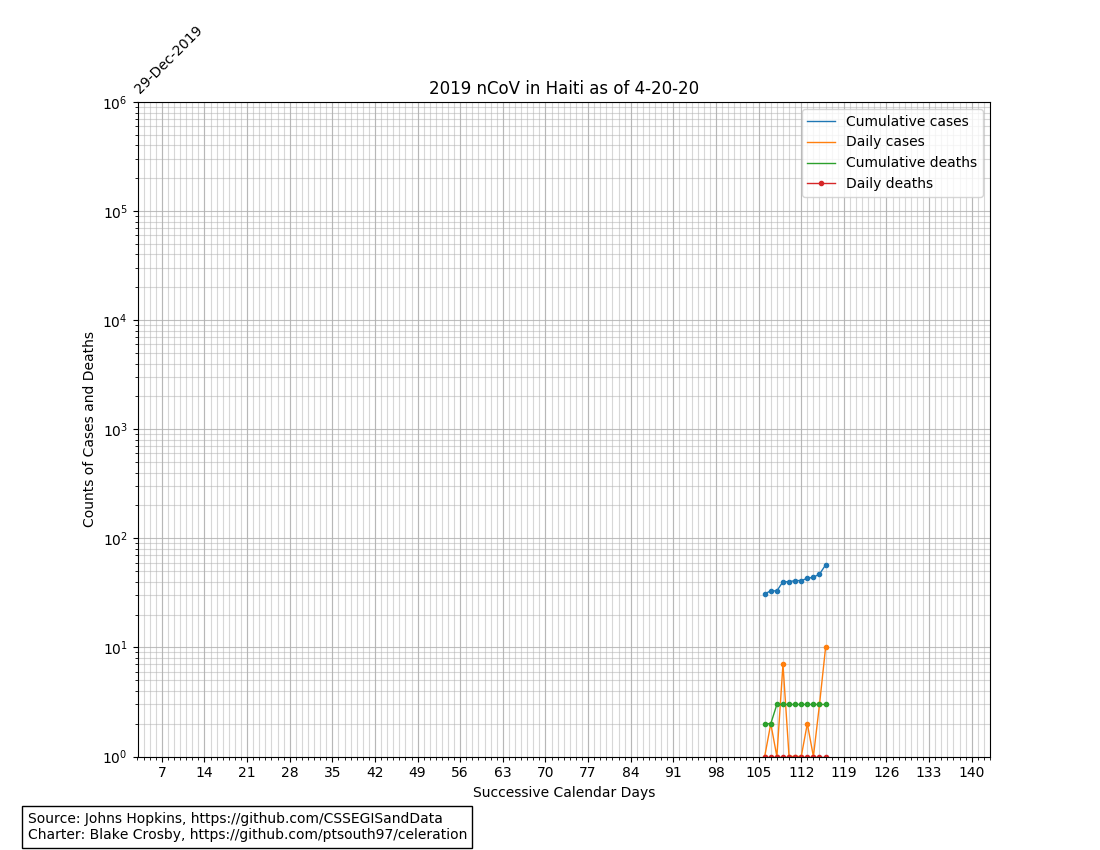 29-Dec-2019
2019 nCoV in Haiti as of 4-20-20
Cumulative cases
Daily cases
Cumulative deaths
Daily deaths
10⁶
10⁵
10⁴
10³
10²
10¹
10⁰
Counts of Cases and Deaths
7 14 21 28 35 42 49 56 63 70 77 84 91 98 105 112 119 126 133 140
Successive Calendar Days
Source: Johns Hopkins, https://github.com/CSSEGISandData
Charter: Blake Crosby, https://github.com/ptsouth97/celeration